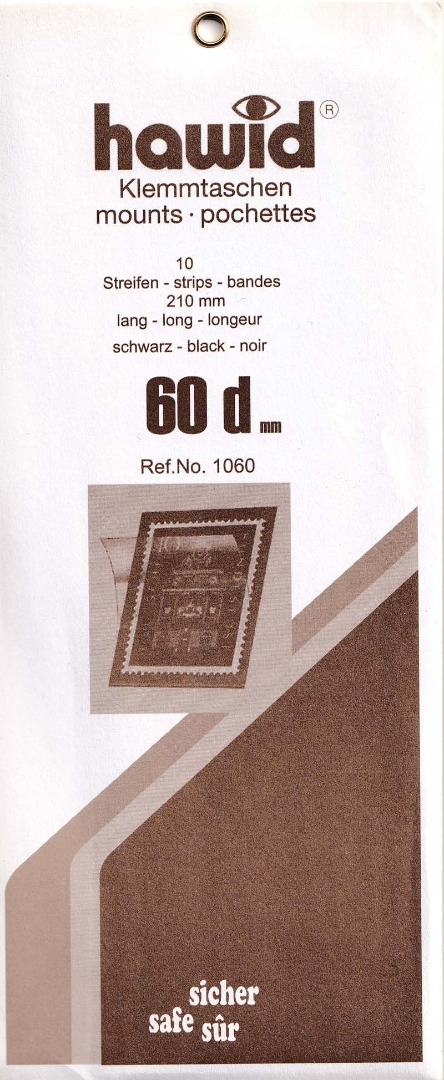 hawid®
Klemmtaschen
mounts · pochettes
10
Streifen - strips - bandes
210 mm
lang - long - longeur
schwarz - black - noir
60 d mm
Ref.No. 1060
sicher
safe sûr